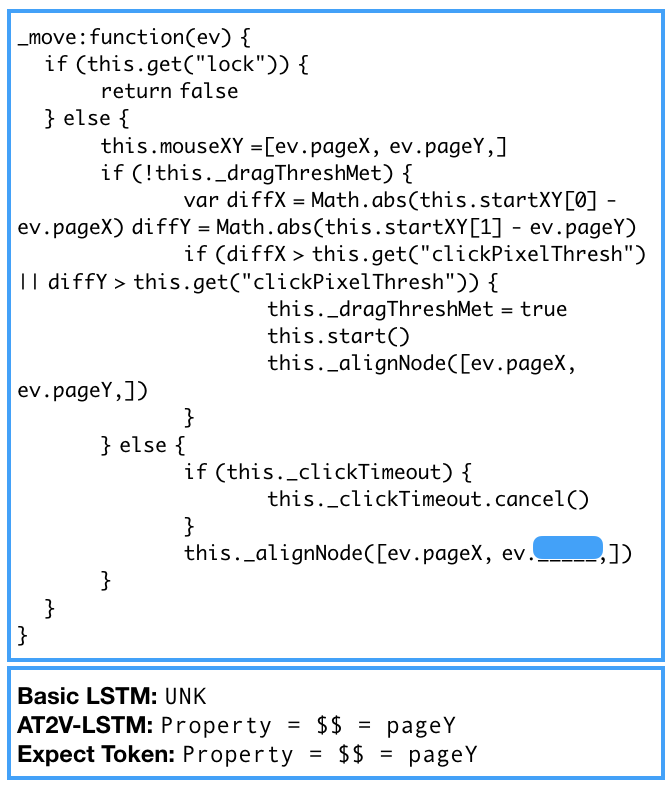 _move:function(ev) {
if (this.get("lock")) {
return false
} else {
this.mouseXY =[ev.pageX, ev.pageY,]
if (!this._dragThreshMet) {
var diffX = Math.abs(this.startXY[0] -
ev.pageX) diffY = Math.abs(this.startXY[1] - ev.pageY)
if (diffX > this.get("clickPixelThresh")
|| diffY > this.get("clickPixelThresh")) {
this._dragThreshMet = true
this.start()
this._alignNode([ev.pageX,
ev.pageY,])
}
} else {
if (this._clickTimeout) {
this._clickTimeout.cancel()
}
this._alignNode([ev.pageX, ev._____,])
}
}
}
Basic LSTM: UNK
AT2V-LSTM: Property = $$ = pageY
Expect Token: Property = $$ = pageY